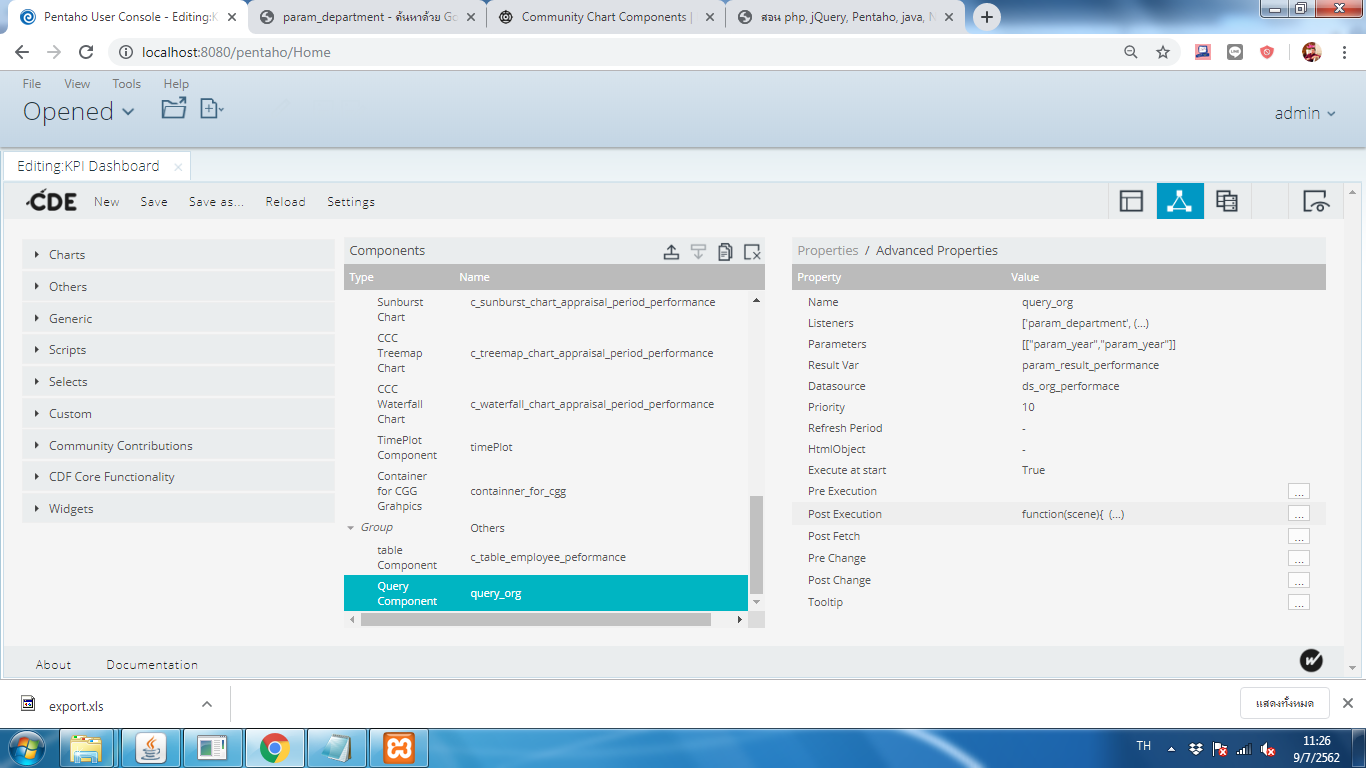 Pentaho User Console - Editing:K
param_department - ค้นหาด้วย Go
Community Chart Components |
สอน php, jQuery, Pentaho, java, N
localhost:8080/pentaho/Home
File View Tools Help
Opened
admin
Editing:KPI Dashboard
CDE New Save Save as... Reload Settings
Charts
Others
Generic
Scripts
Selects
Custom
Community Contributions
CDF Core Functionality
Widgets
Components
Type Name
Sunburst
Chart
c_sunburst_chart_appraisal_period_performance
CCC
Treemap
Chart
c_treemap_chart_appraisal_period_performance
CCC
Waterfall
Chart
c_waterfall_chart_appraisal_period_performance
TimePlot
Component
timePlot
Container
for CGG
Grahpics
containner_for_cgg
Group Others
table
Component
c_table_employee_peformance
Query
Component
query_org
Properties / Advanced Properties
Property Value
Name query_org
Listeners ['param_department', (...)
Parameters [["param_year","param_year"]]
Result Var param_result_performance
Datasource ds_org_performace
Priority 10
Refresh Period -
HtmlObject -
Execute at start True
Pre Execution ...
Post Execution function(scene){ (...) ...
Post Fetch ...
Pre Change ...
Post Change ...
Tooltip ...
About Documentation
export.xls
แสดงทั้งหมด
TH
11:26
9/7/2562